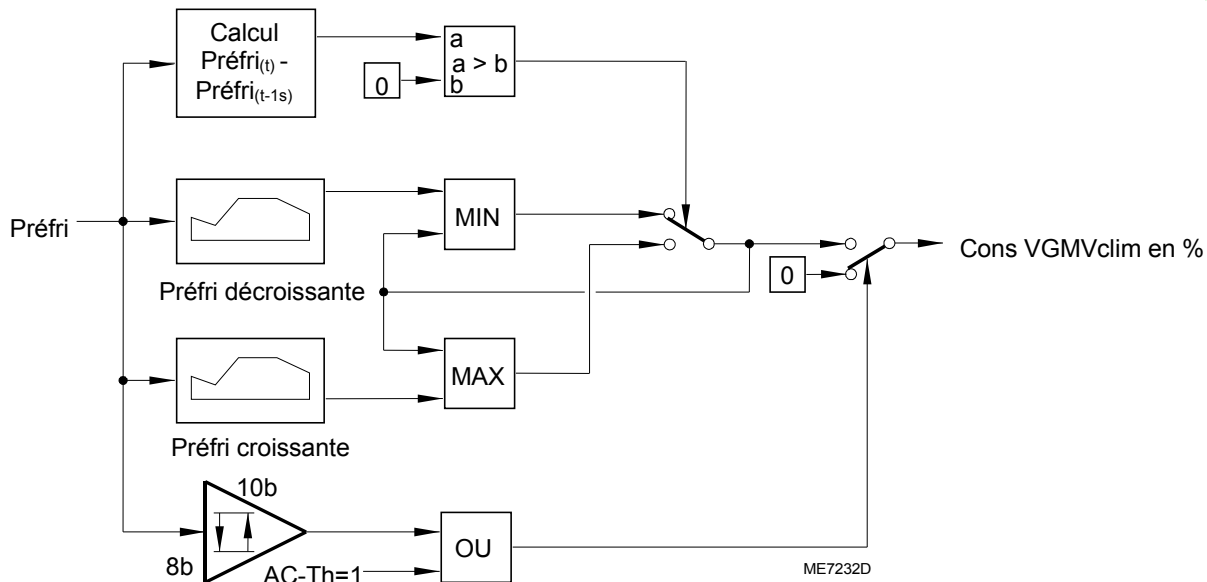 Calcul
Préfri(t) -
Préfri(t-1s)
a
a > b
b
0
Préfri
MIN
Préfri décroissante
0
Cons VGMVclim en %
MAX
Préfri croissante
10b
8b
AC-Th=1
OU
ME7232D